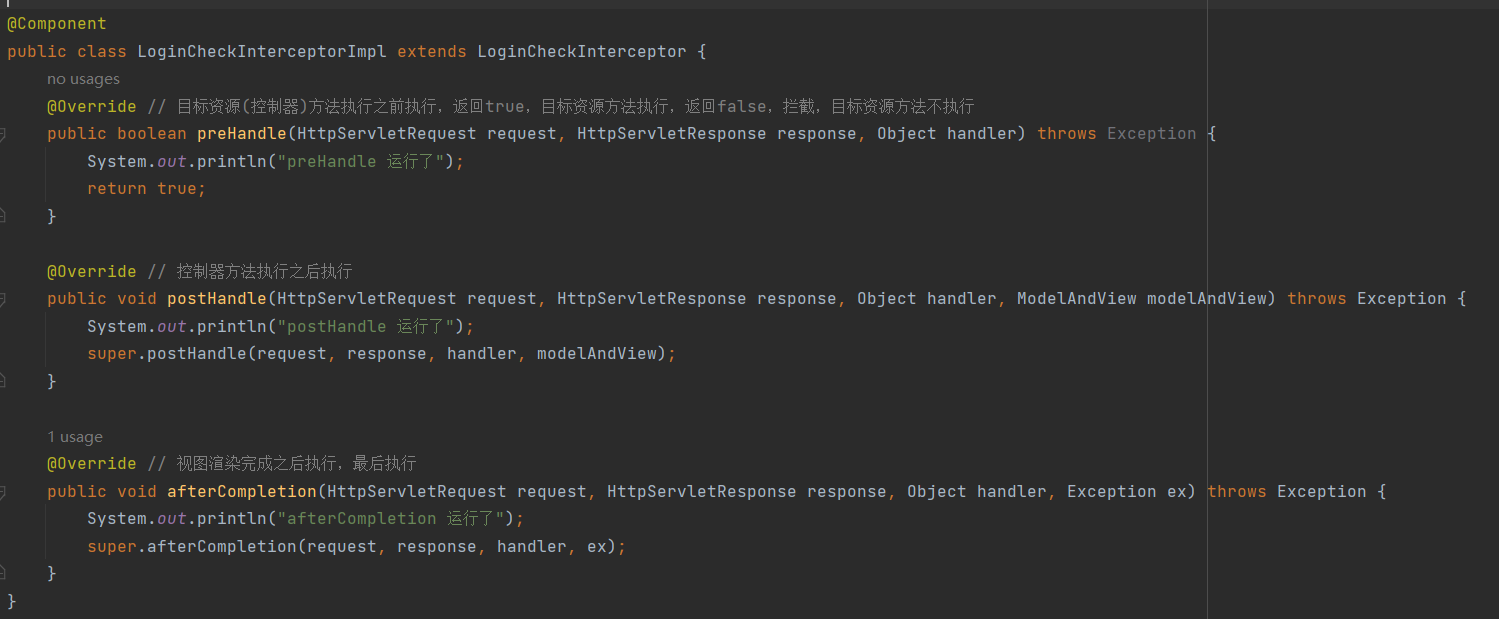 @Component
public class LoginCheckInterceptorImpl extends LoginCheckInterceptor {
no usages
@Override // 目标资源(控制器)方法执行之前执行，返回true，目标资源方法执行，返回false，拦截，目标资源方法不执行
public boolean preHandle(HttpServletRequest request, HttpServletResponse response, Object handler) throws Exception {
System.out.println("preHandle 运行了");
return true;
}
@Override // 控制器方法执行之后执行
public void postHandle(HttpServletRequest request, HttpServletResponse response, Object handler, ModelAndView modelAndView) throws Exception {
System.out.println("postHandle 运行了");
super.postHandle(request, response, handler, modelAndView);
}
1 usage
@Override // 视图渲染完成之后执行，最后执行
public void afterCompletion(HttpServletRequest request, HttpServletResponse response, Object handler, Exception ex) throws Exception {
System.out.println("afterCompletion 运行了");
super.afterCompletion(request, response, handler, ex);
}
}